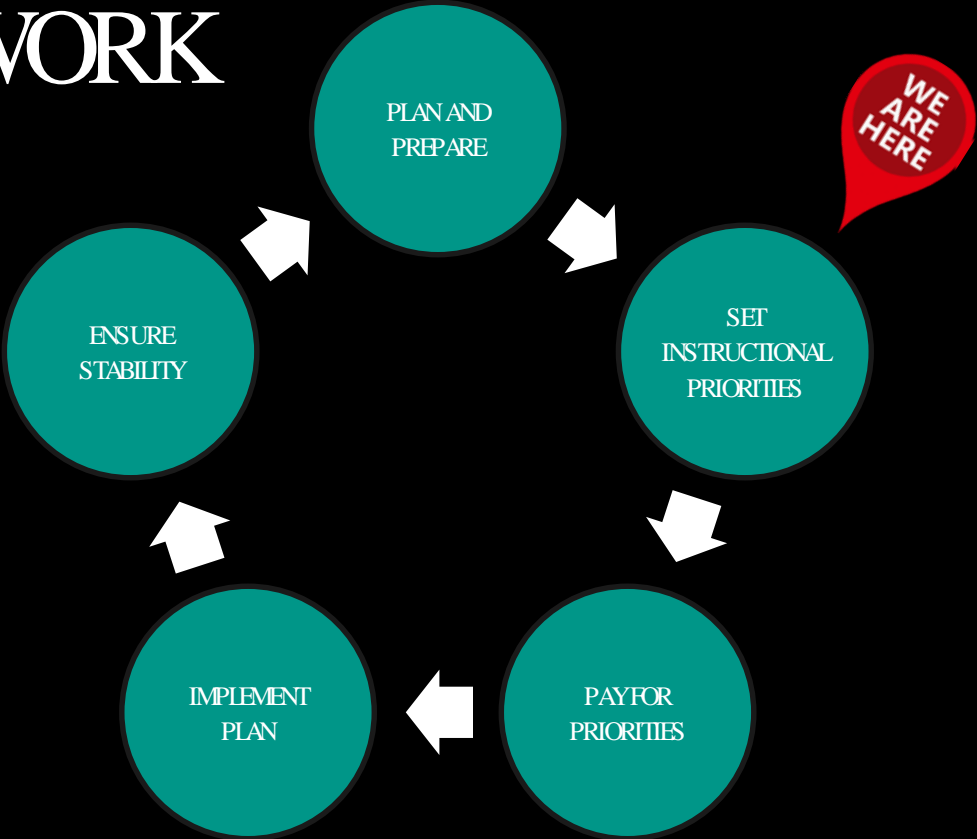 WORK
PLAN AND
PREPARE
WE
ARE
HERE
SET
INSTRUCTIONAL
PRIORITIES
PAY FOR
PRIORITIES
IMPLEMENT
PLAN
ENSURE
STABILITY